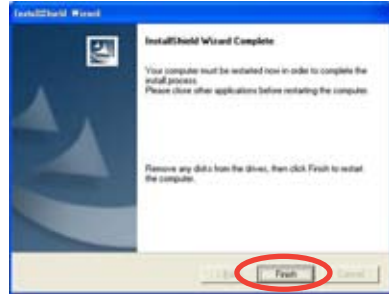 InstallShield Wizard
InstallShield Wizard Complete
Your computer must be restarted now in order to complete the
install process.
Please close other applications before restarting the computer.
Remove any disks from the drives, then click Finish to restart
the computer.
Finish
Cancel